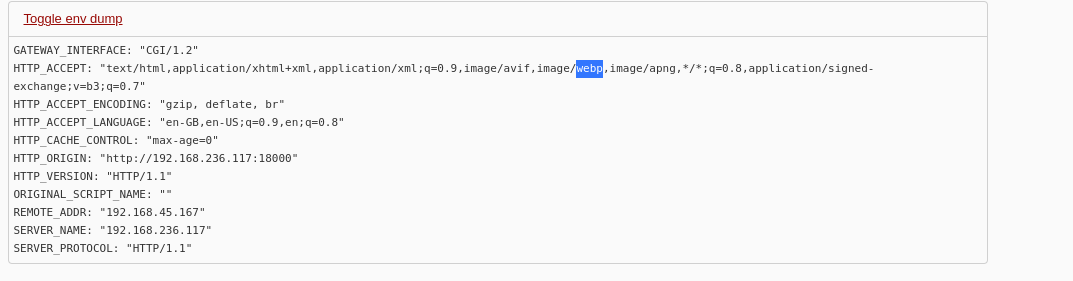 Toggle env dump
GATEWAY_INTERFACE: "CGI/1.2"
HTTP_ACCEPT: "text/html,application/xhtml+xml,application/xml;q=0.9,image/avif,image/webp,image/apng,*/*;q=0.8,application/signed-
exchange;v=b3;q=0.7"
HTTP_ACCEPT_ENCODING: "gzip, deflate, br"
HTTP_ACCEPT_LANGUAGE: "en-GB,en-US;q=0.9,en;q=0.8"
HTTP_CACHE_CONTROL: "max-age=0"
HTTP_ORIGIN: "http://192.168.236.117:18000"
HTTP_VERSION: "HTTP/1.1"
ORIGINAL_SCRIPT_NAME: ""
REMOTE_ADDR: "192.168.45.167"
SERVER_NAME: "192.168.236.117"
SERVER_PROTOCOL: "HTTP/1.1"